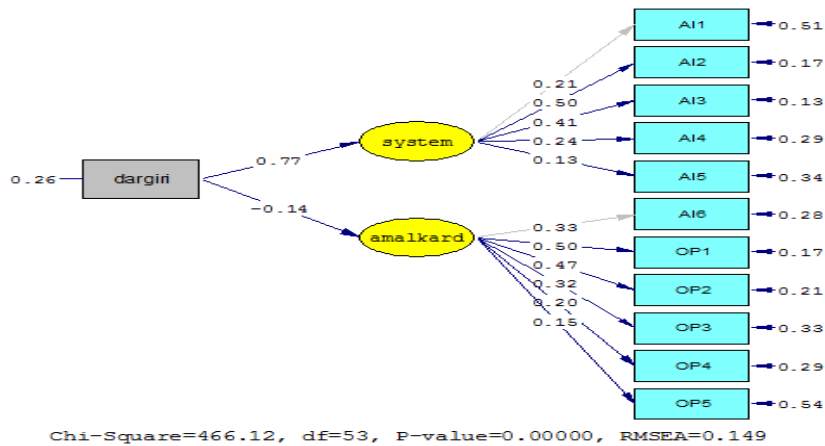 AI1
0.51
AI2
0.17
0.21
0.50
AI3
0.13
0.41
system
AI4
0.29
0.24
0.77
0.13
AI5
0.34
0.26
dargiri
AI6
0.28
-0.14
0.33
amalkard
0.50
OP1
0.17
0.47
OP2
0.21
0.32
0.20
OP3
0.33
0.15
OP4
0.29
OP5
0.54
Chi-Square=466.12, df=53, P-value=0.00000, RMSEA=0.149